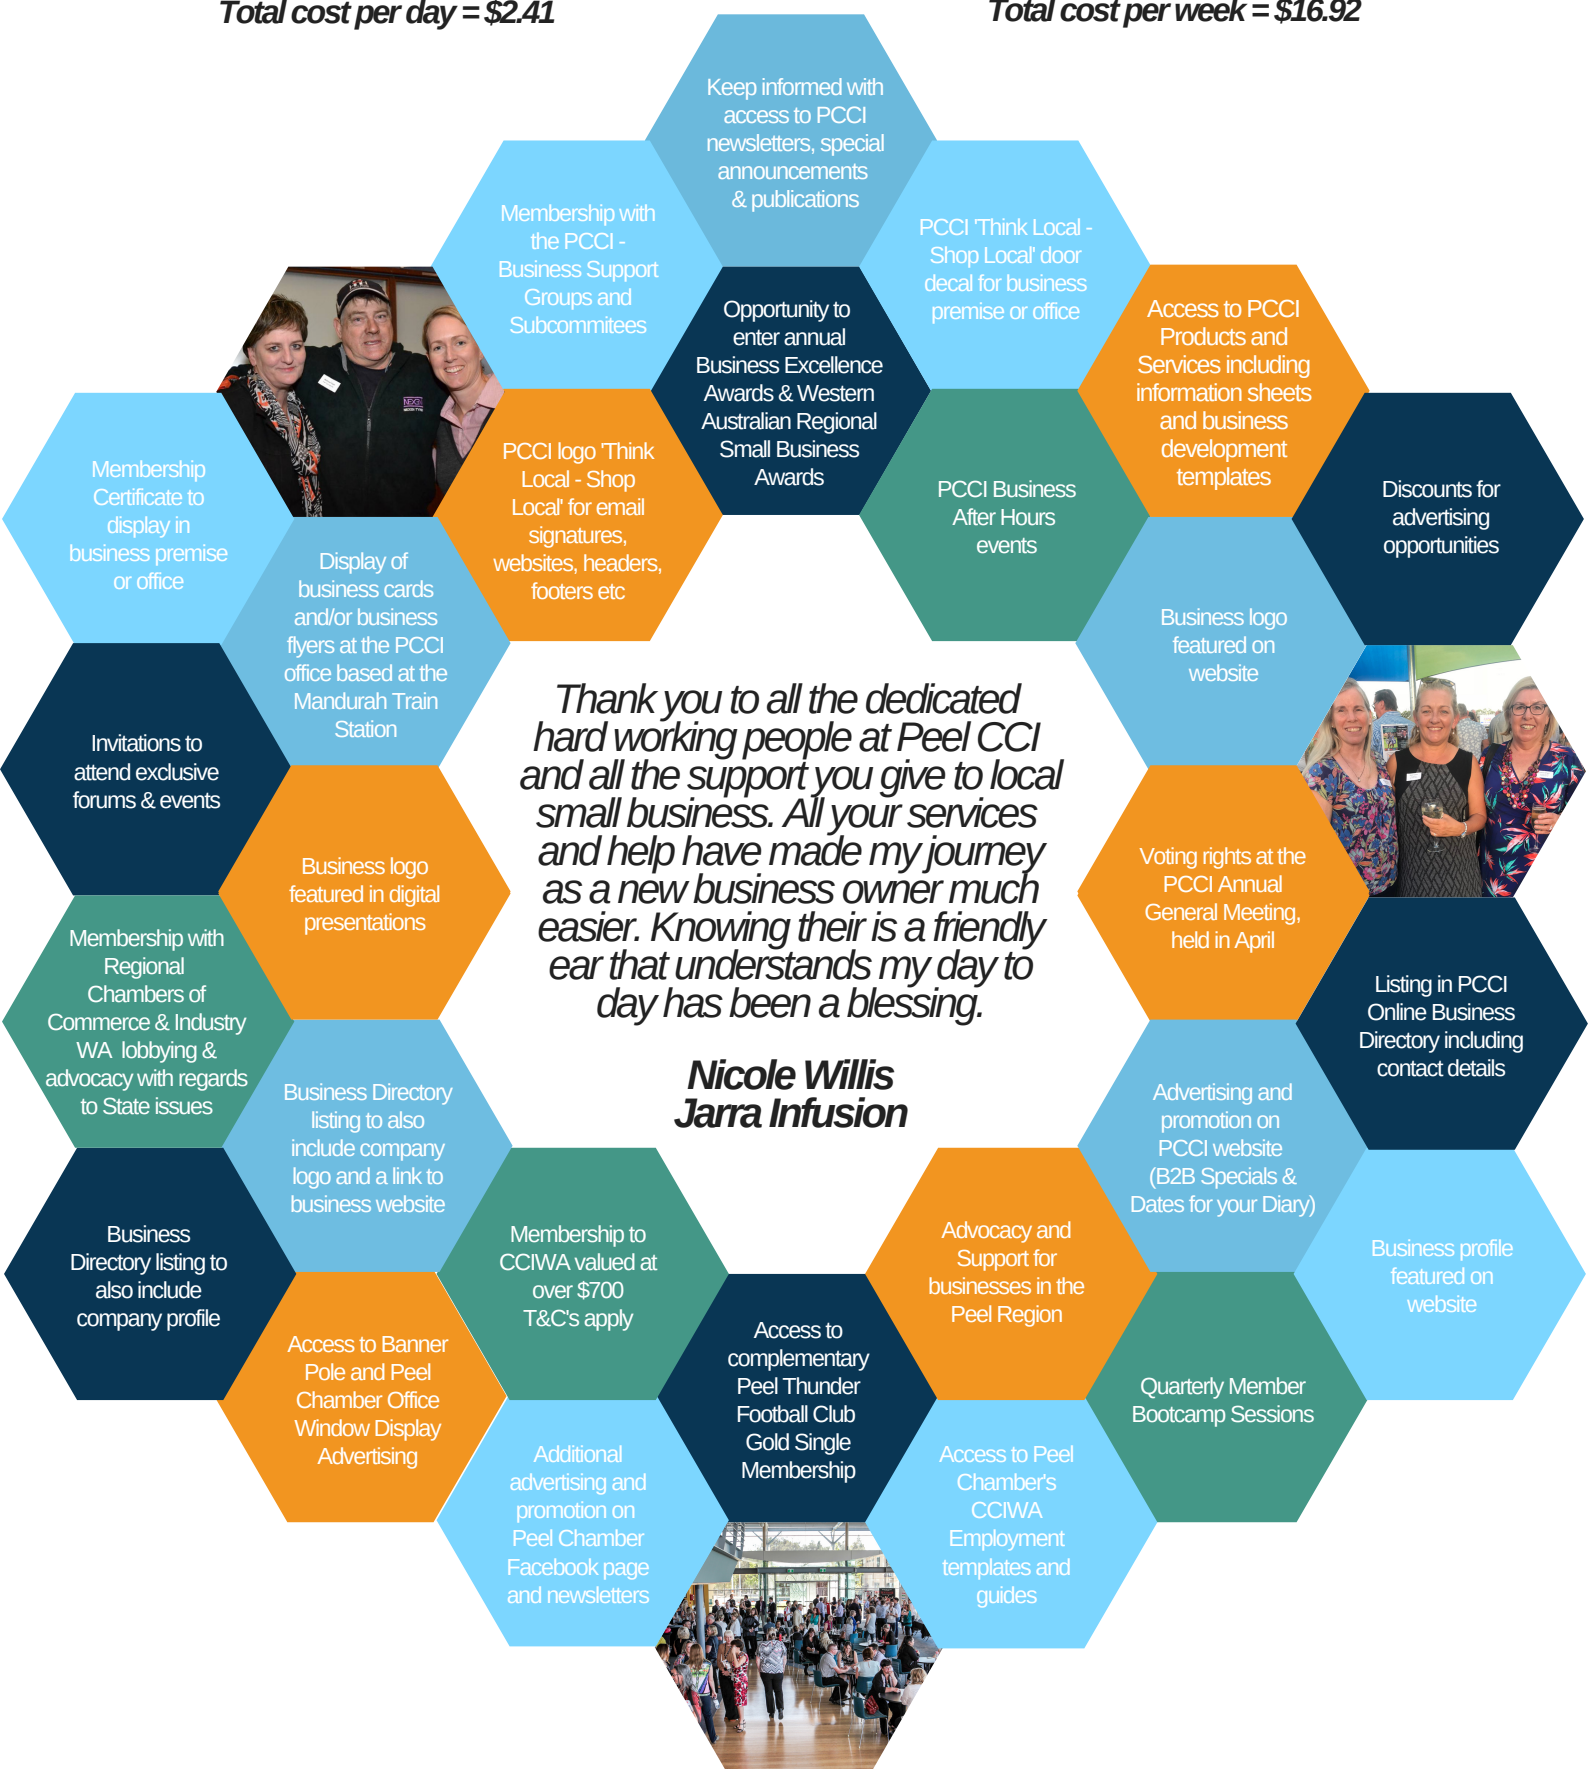 Total cost per day = $2.41
Total cost per week = $16.92
Keep informed with
access to PCCI
newsletters, special
announcements
& publications
Membership with
the PCCI -
Business Support
Groups and
Subcommitees
PCCI 'Think Local -
Shop Local' door
decal for business
premise or office
Opportunity to
enter annual
Business Excellence
Awards & Western
Australian Regional
Small Business
Awards
Access to PCCI
Products and
Services including
information sheets
and business
development
templates
PCCI logo 'Think
Local - Shop
Local' for email
signatures,
websites, headers,
footers etc
PCCI Business
After Hours
events
Membership
Certificate to
display in
business premise
or office
Discounts for
advertising
opportunities
Display of
business cards
and/or business
flyers at the PCCI
office based at the
Mandurah Train
Station
Business logo
featured on
website
Invitations to
attend exclusive
forums & events
Thank you to all the dedicated
hard working people at Peel CCI
and all the support you give to local
small business. All your services
and help have made my journey
as a new business owner much
easier. Knowing their is a friendly
ear that understands my day to
day has been a blessing.
Nicole Willis
Jarra Infusion
Business logo
featured in digital
presentations
Voting rights at the
PCCI Annual
General Meeting,
held in April
Membership with
Regional
Chambers of
Commerce & Industry
WA  lobbying &
advocacy with regards
to State issues
Listing in PCCI
Online Business
Directory including
contact details
Business Directory
listing to also
include company
logo and a link to
business website
Advertising and
promotion on
PCCI website
(B2B Specials &
Dates for your Diary)
Business
Directory listing to
also include
company profile
Membership to
CCIWA valued at
over $700
T&C's apply
Advocacy and
Support for
businesses in the
Peel Region
Business profile
featured on
website
Access to Banner
Pole and Peel
Chamber Office
Window Display
Advertising
Access to
complementary
Peel Thunder
Football Club
Gold Single
Membership
Quarterly Member
Bootcamp Sessions
Additional
advertising and
promotion on
Peel Chamber
Facebook page
and newsletters
Access to Peel
Chamber's
CCIWA
Employment
templates and
guides